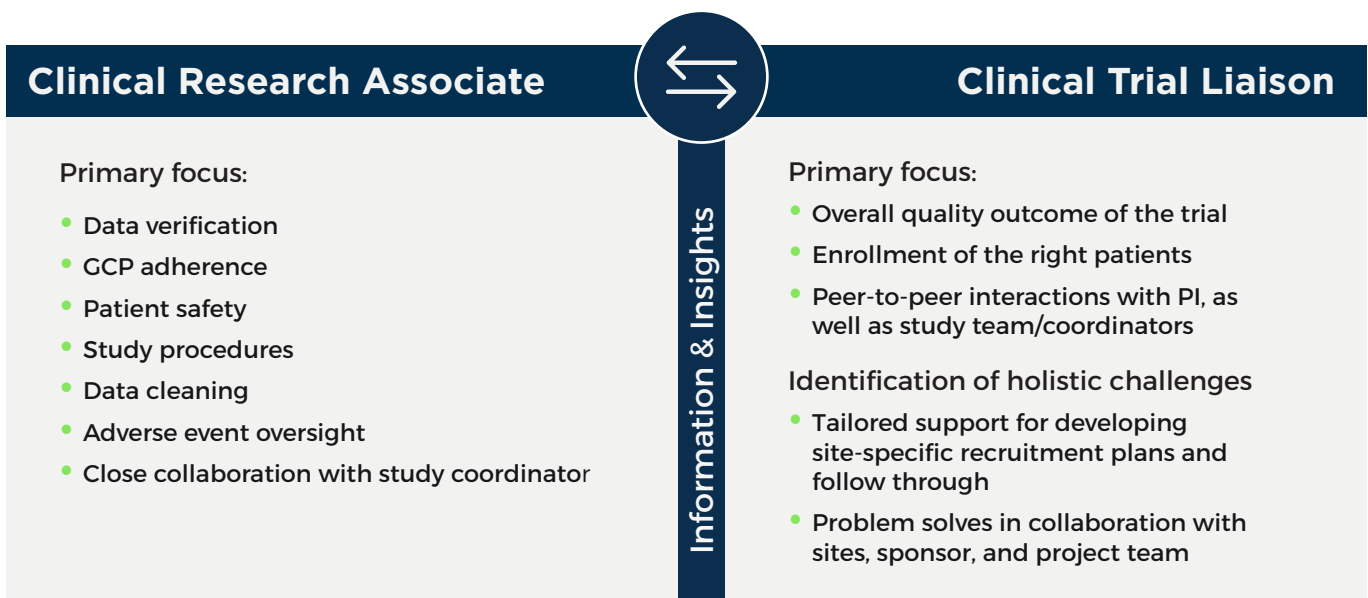 Clinical Research Associate
Primary focus:
• Data verification
• GCP adherence
• Patient safety
• Study procedures
• Data cleaning
• Adverse event oversight
• Close collaboration with study coordinator
Information & Insights
Clinical Trial Liaison
Primary focus:
• Overall quality outcome of the trial
• Enrollment of the right patients
• Peer-to-peer interactions with PI, as
well as study team/coordinators
Identification of holistic challenges
• Tailored support for developing
site-specific recruitment plans and
follow through
• Problem solves in collaboration with
sites, sponsor, and project team